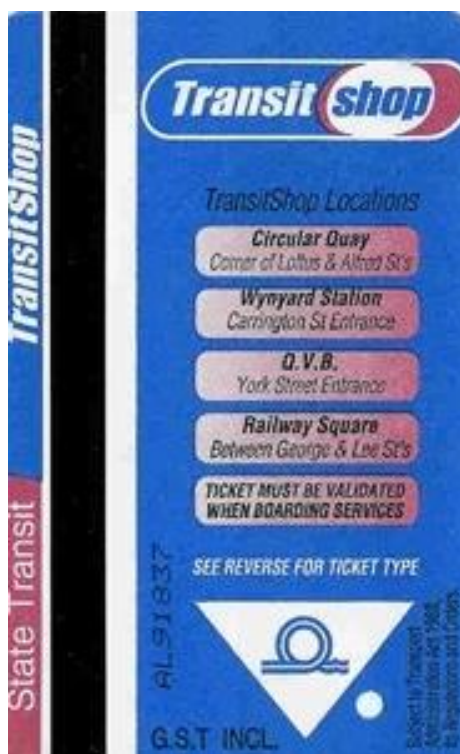 Transit shop
TransitShop Locations
Circular Quay
Corner of Loftus & Alfred St's
Wynyard Station
Carrington St Entrance
Q.V.B.
York Street Entrance
Railway Square
Between George & Lee St's
TICKET MUST BE VALIDATED
WHEN BOARDING SERVICES
SEE REVERSE FOR TICKET TYPE
G.S.T INCL.
AL91837
TransitShop
State Transit
Subject to Transport
Administration Act 1988,
its Regulations and Orders.